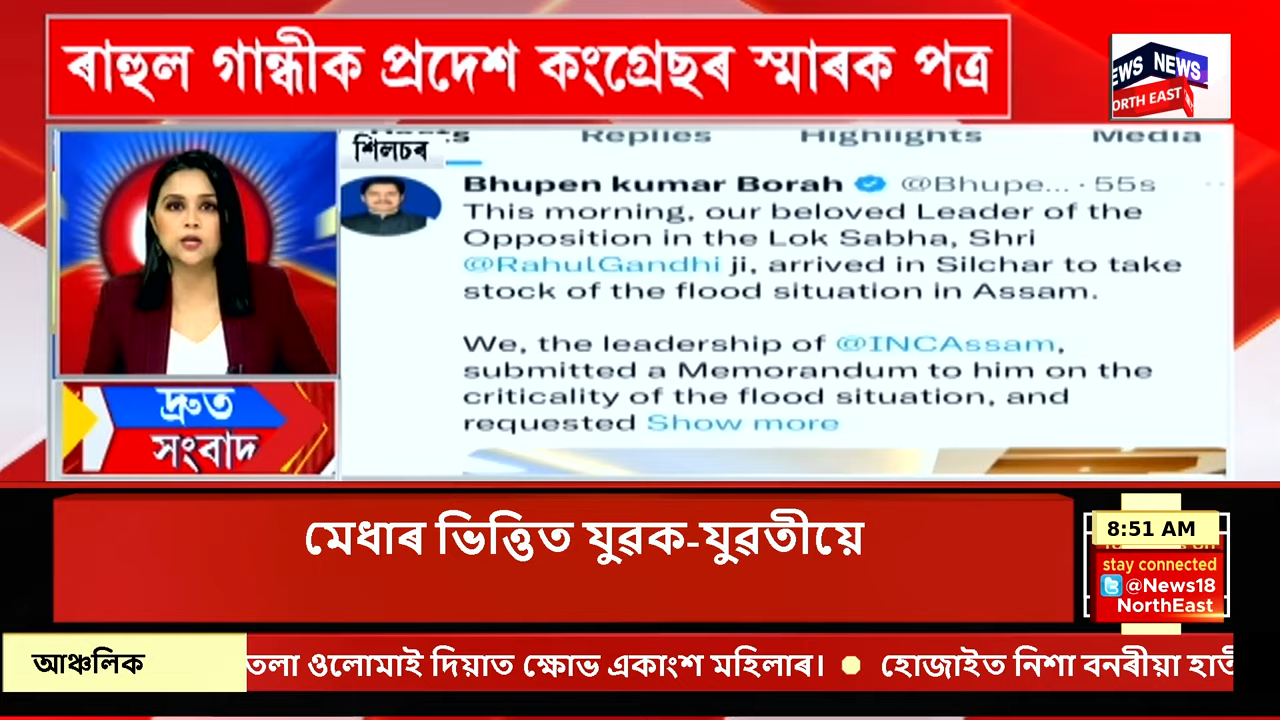 ৰাহুল গান্ধীক প্ৰদেশ কংগ্ৰেছৰ স্মাৰক পত্ৰ
NEWS NEWS
NORTH EAST
শিলচৰ
Replies Highlights Media
Bhupen kumar Borah @Bhupe... · 55s
This morning, our beloved Leader of the
Opposition in the Lok Sabha, Shri
@RahulGandhi ji, arrived in Silchar to take
stock of the flood situation in Assam.
We, the leadership of @INCAssam,
submitted a Memorandum to him on the
criticality of the flood situation, and
requested Show more
দ্ৰুত
সংবাদ
মেধাৰ ভিত্তিত যুৱক-যুৱতীয়ে
8:51 AM
stay connected
@News18
NorthEast
আঞ্চলিক
তলা ওলোমাই দিয়াত ক্ষোভ একাংশ মহিলাৰ। হোজাইত নিশা বনৰীয়া হাতী